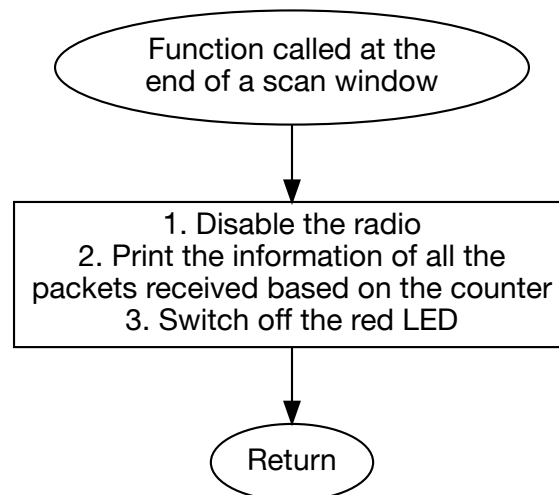 Function called at the
end of a scan window
1. Disable the radio
2. Print the information of all the
packets received based on the counter
3. Switch off the red LED
Return